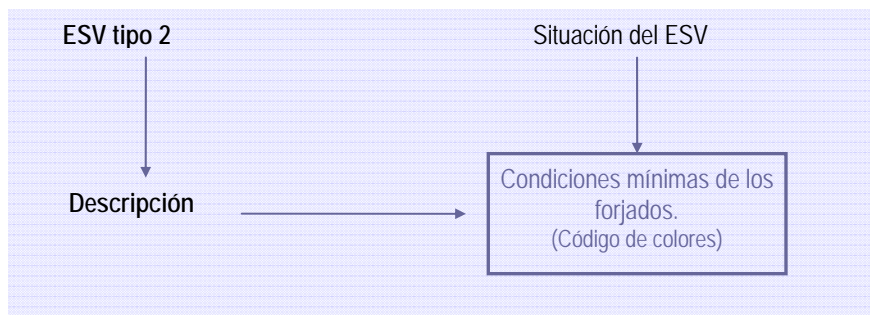 ESV tipo 2
Situación del ESV
Descripción
Condiciones mínimas de los
forjados.
(Código de colores)